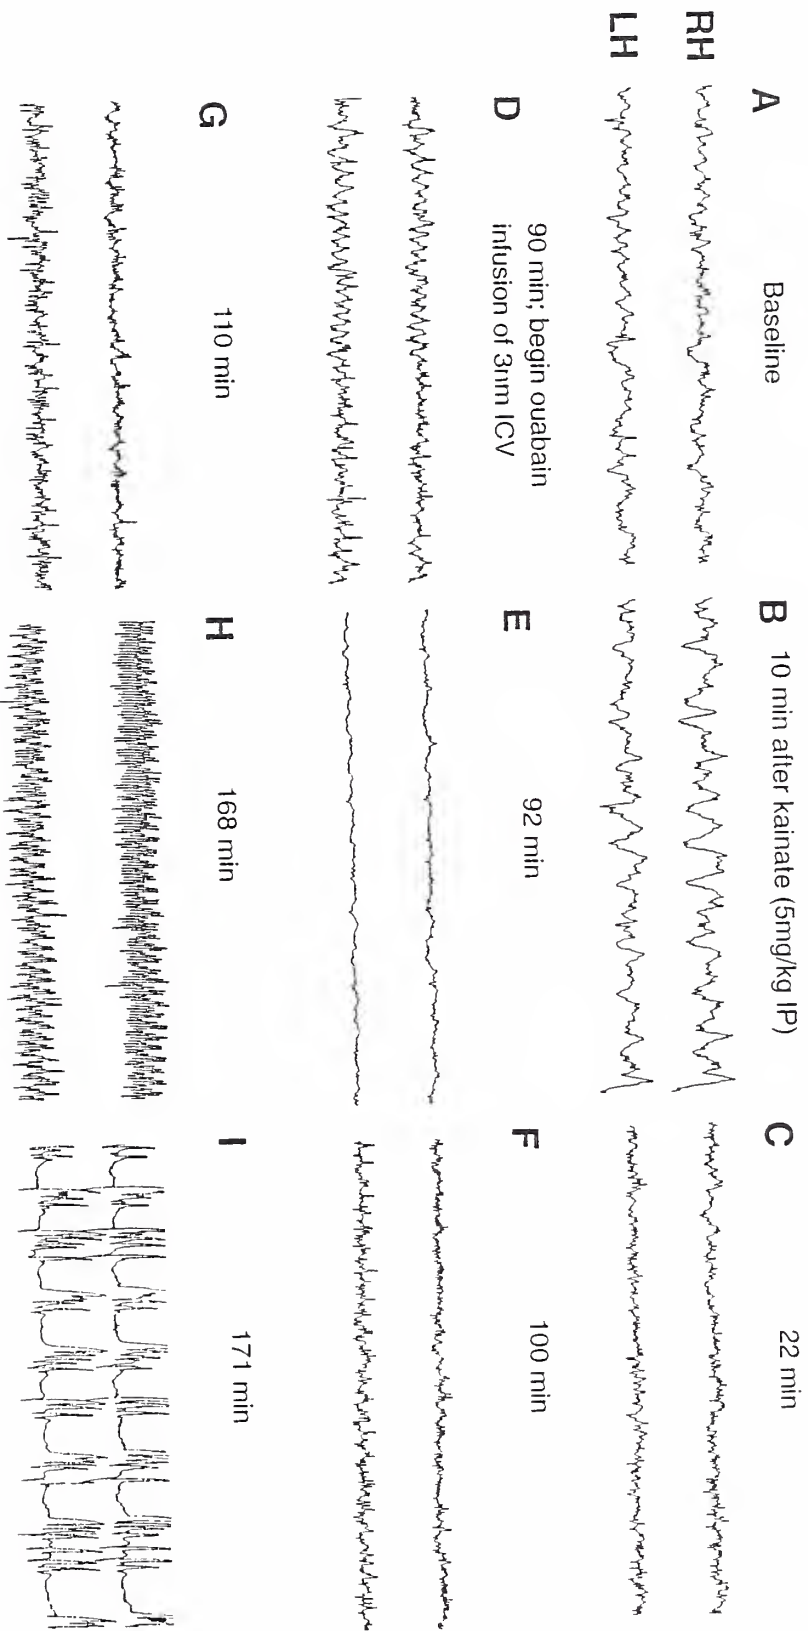 A
Baseline
B
10 min after kainate (5mg/kg IP)
C
22 min
RH
LH
D
90 min; begin ouabain
infusion of 3nm ICV
E
92 min
F
100 min
G
110 min
H
168 min
I
171 min